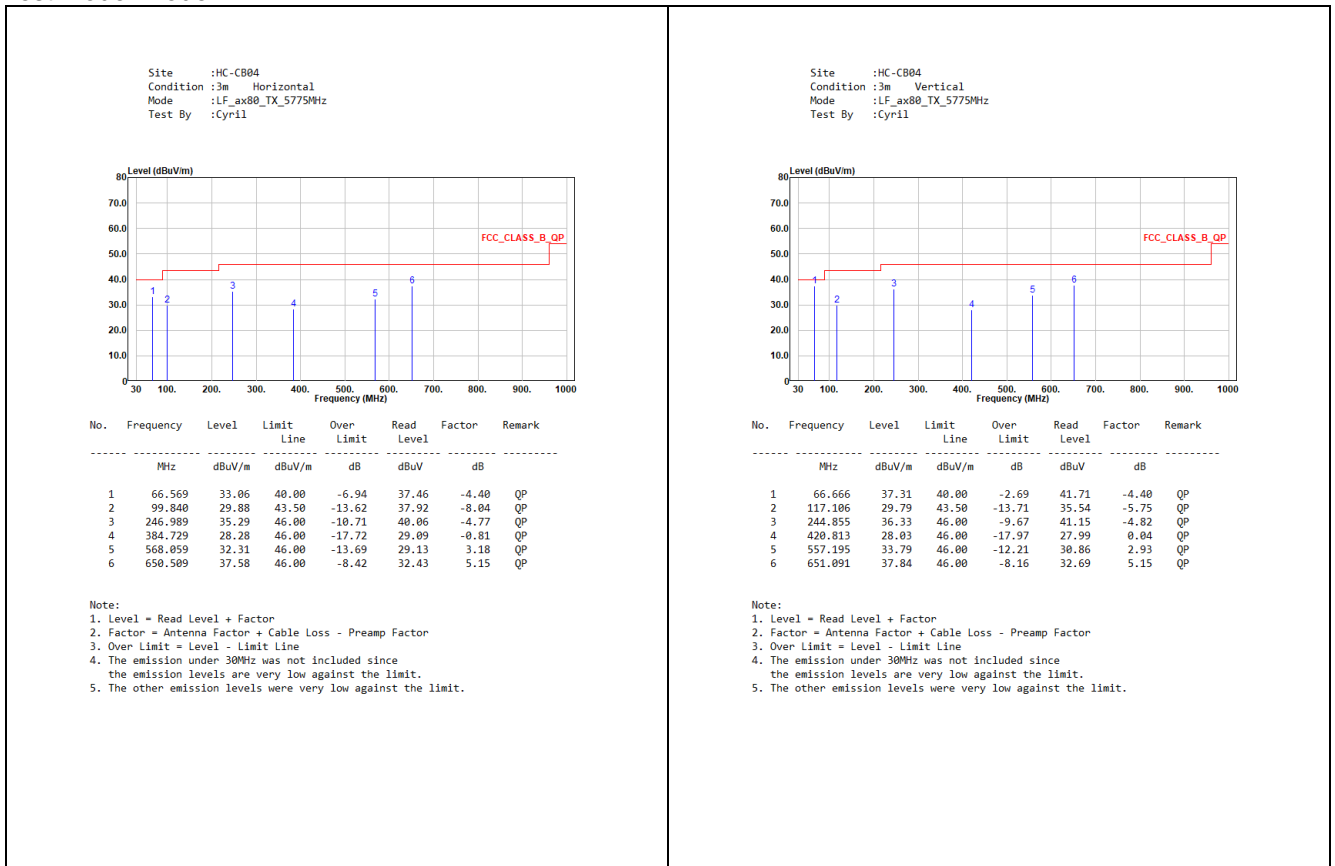 Site :HC-CB04
Condition :3m Horizontal
Mode :LF_ax80_TX_5775MHz
Test By :Cyril
Level (dBuV/m)
80
70.0
60.0
FCC_CLASS_B_QP
50.0
40.0
30.0
20.0
10.0
0
1
2
3
4
5
6
30 100. 200. 300. 400. 500. 600. 700. 800. 900. 1000
Frequency (MHz)
No. Frequency Level Limit Over Read Factor Remark
Line Limit Level
------ ----------- -------- -------- -------- -------- -------- ---------
MHz dBuV/m dBuV/m dB dBuV dB
1 66.569 33.06 40.00 -6.94 37.46 -4.40 QP
2 99.840 29.88 43.50 -13.62 37.92 -8.04 QP
3 246.989 35.29 46.00 -10.71 40.06 -4.77 QP
4 384.729 28.28 46.00 -17.72 29.09 -0.81 QP
5 568.059 32.31 46.00 -13.69 29.13 3.18 QP
6 650.509 37.58 46.00 -8.42 32.43 5.15 QP
Note:
1. Level = Read Level + Factor
2. Factor = Antenna Factor + Cable Loss - Preamp Factor
3. Over Limit = Level - Limit Line
4. The emission under 30MHz was not included since
the emission levels are very low against the limit.
5. The other emission levels were very low against the limit.
Site :HC-CB04
Condition :3m Vertical
Mode :LF_ax80_TX_5775MHz
Test By :Cyril
Level (dBuV/m)
80
70.0
60.0
FCC_CLASS_B_QP
50.0
40.0
30.0
20.0
10.0
0
1
2
3
4
5
6
30 100. 200. 300. 400. 500. 600. 700. 800. 900. 1000
Frequency (MHz)
No. Frequency Level Limit Over Read Factor Remark
Line Limit Level
------ ----------- -------- -------- -------- -------- -------- ---------
MHz dBuV/m dBuV/m dB dBuV dB
1 66.666 37.31 40.00 -2.69 41.71 -4.40 QP
2 117.106 29.79 43.50 -13.71 35.54 -5.75 QP
3 244.855 36.33 46.00 -9.67 41.15 -4.82 QP
4 420.813 28.03 46.00 -17.97 27.99 0.04 QP
5 557.195 33.79 46.00 -12.21 30.86 2.93 QP
6 651.091 37.84 46.00 -8.16 32.69 5.15 QP
Note:
1. Level = Read Level + Factor
2. Factor = Antenna Factor + Cable Loss - Preamp Factor
3. Over Limit = Level - Limit Line
4. The emission under 30MHz was not included since
the emission levels are very low against the limit.
5. The other emission levels were very low against the limit.